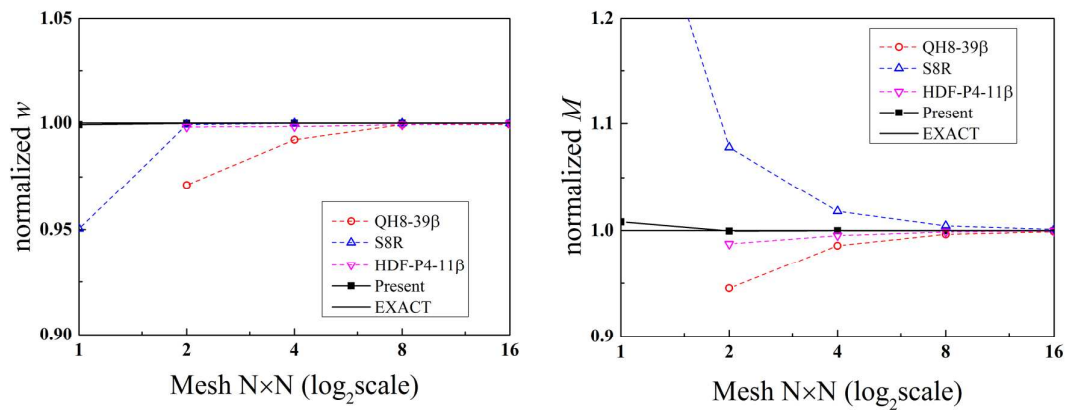 1.05
1.00
0.95
0.90
normalized w
QH8-39β
S8R
HDF-P4-11β
Present
EXACT
1 2 4 8 16
Mesh N×N (log2scale)
1.2
1.1
1.0
0.9
normalized M
QH8-39β
S8R
HDF-P4-11β
Present
EXACT
1 2 4 8 16
Mesh N×N (log2scale)